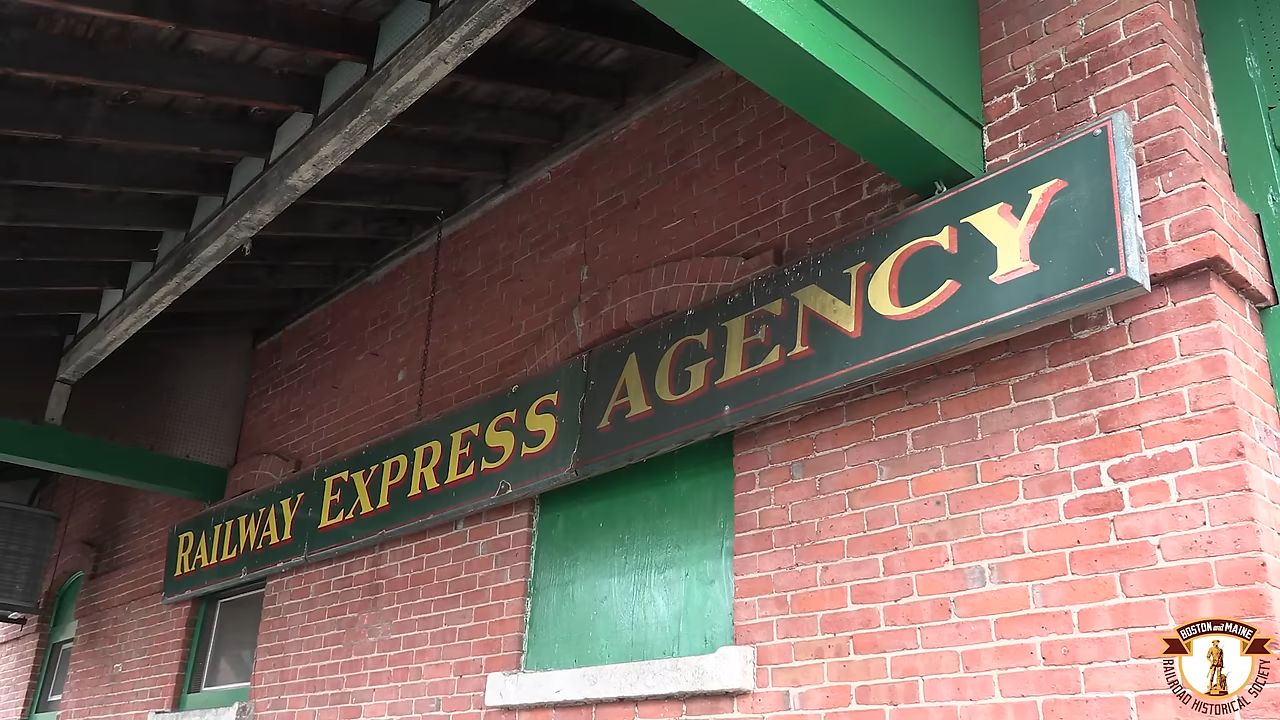 RAILWAY EXPRESS AGENCY
BOSTON and MAINE
RAILROAD HISTORICAL SOCIETY